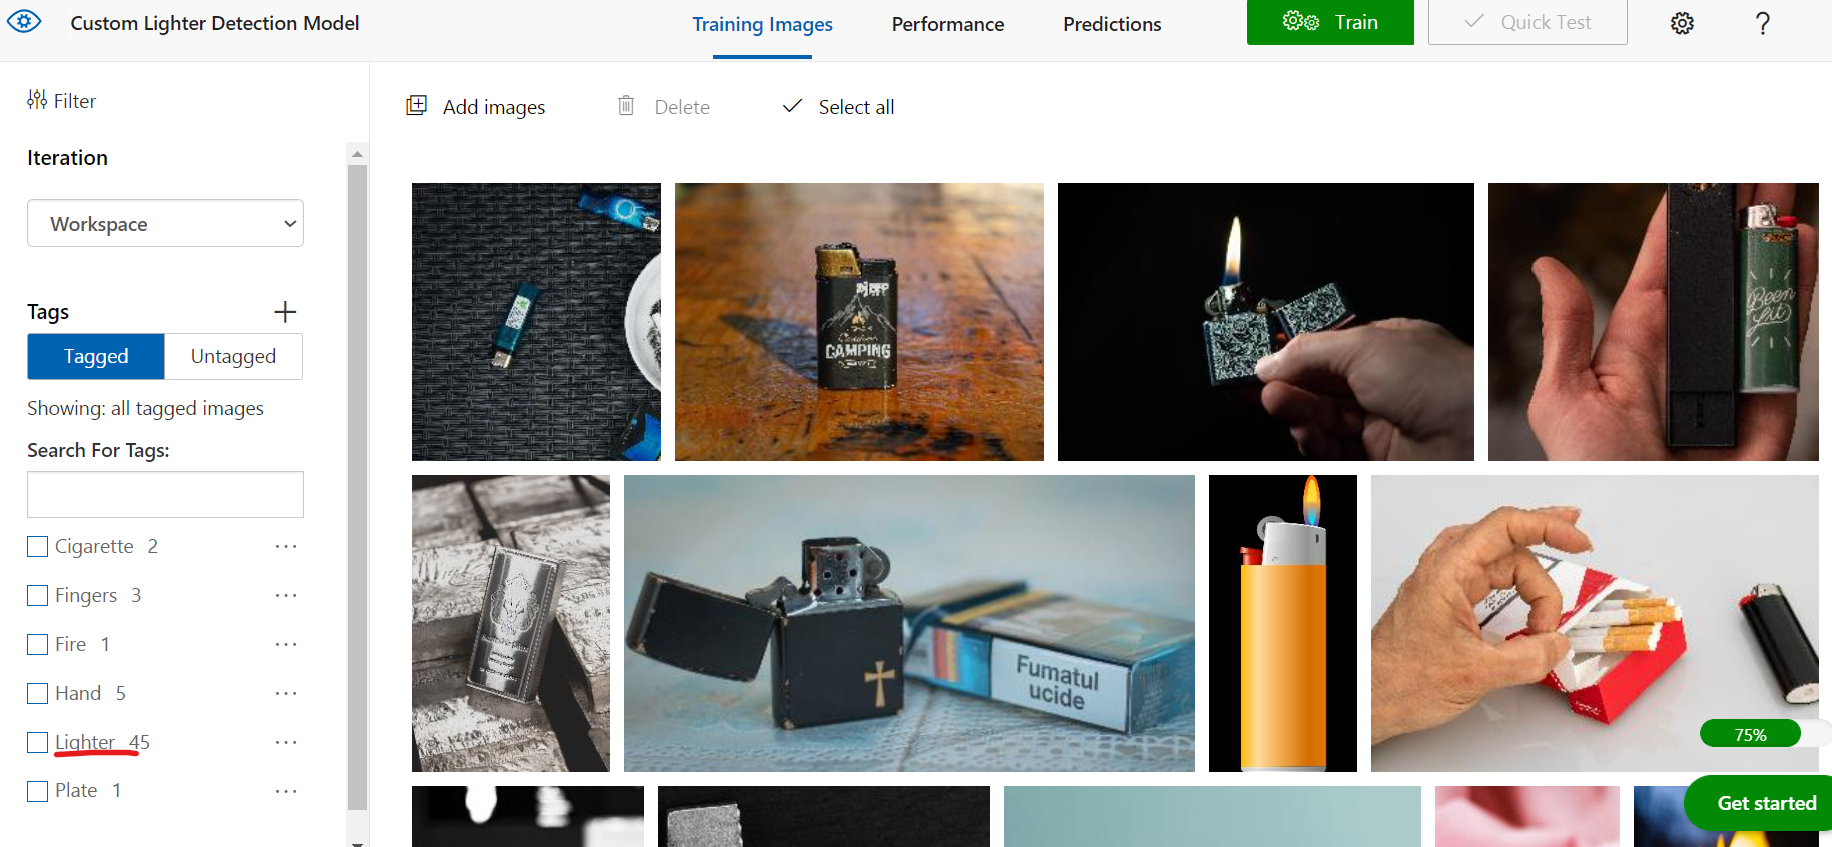 Custom Lighter Detection Model
Training Images
Performance
Predictions
Train
Quick Test
?
Filter
Add images
Delete
Select all
Iteration
Workspace
Tags
Tagged
Untagged
Showing: all tagged images
Search For Tags:
Cigarette 2
Fingers 3
Fire 1
Hand 5
Lighter 45
Plate 1
CAMPING
Fumatul
ucide
75%
Get started